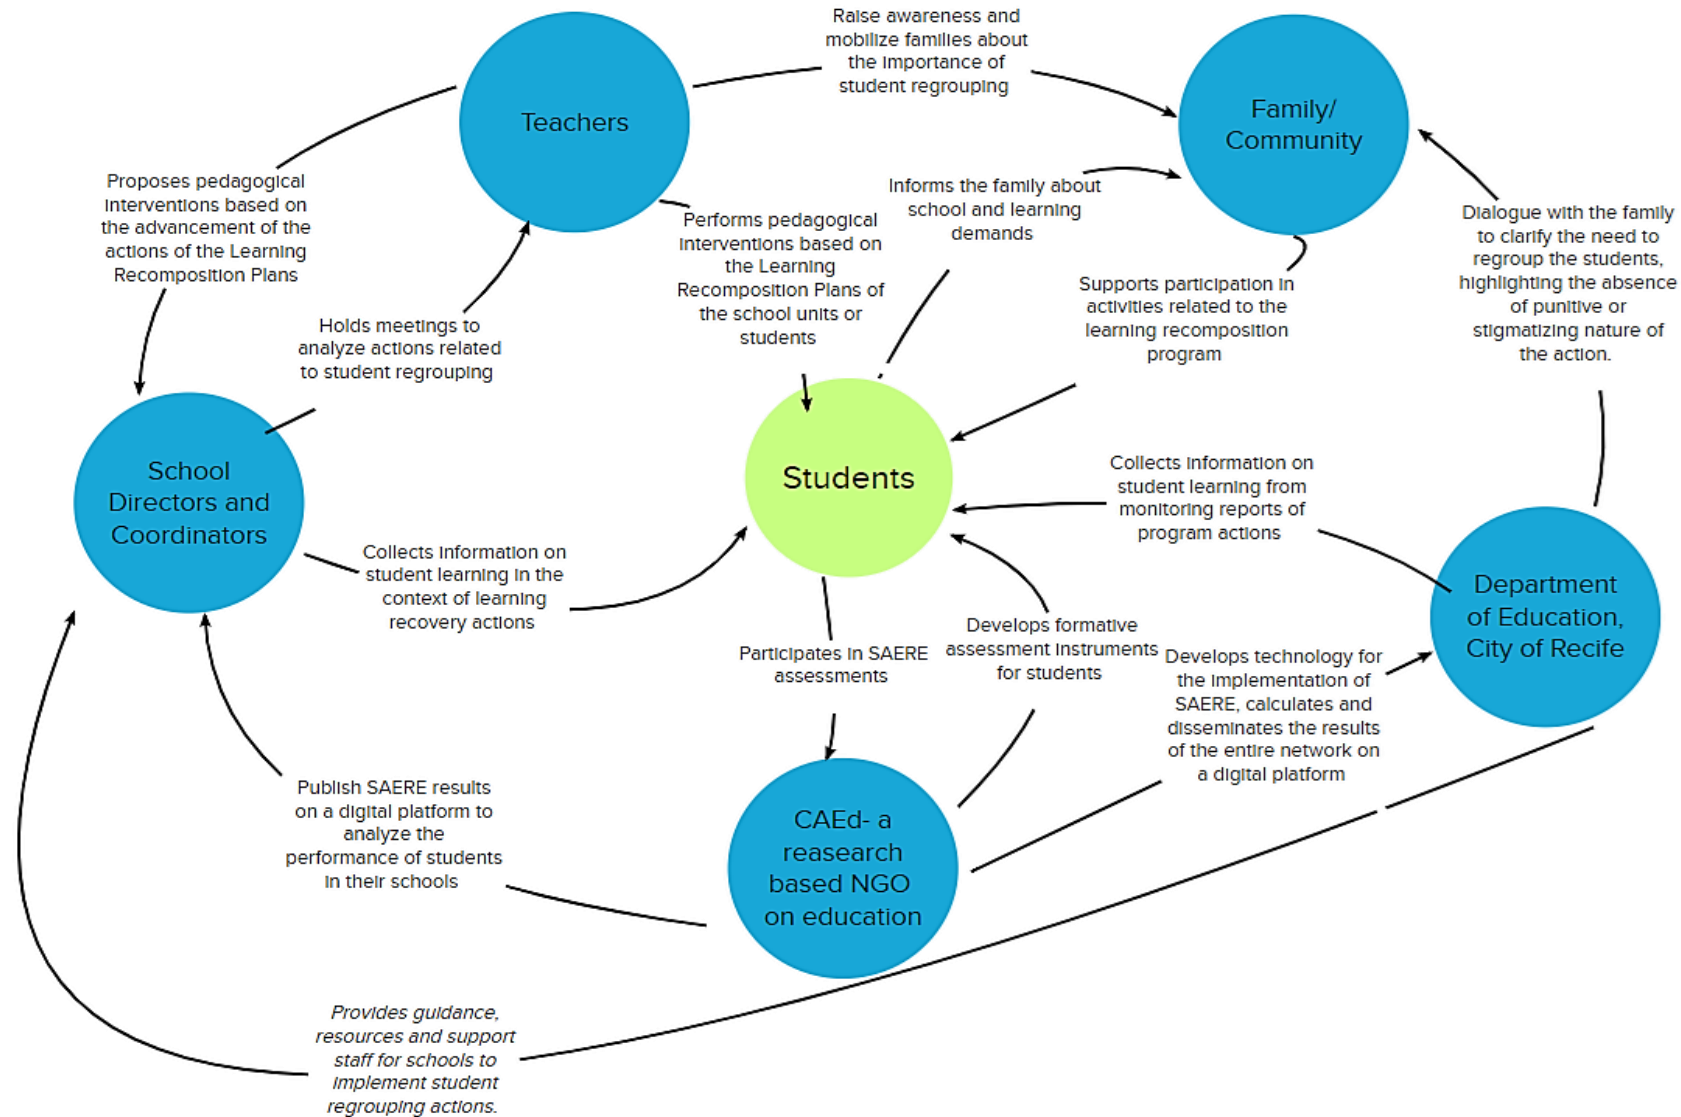 Raise awareness and
mobilize families about
the importance of
student regrouping
Teachers
Family/
Community
Proposes pedagogical
interventions based on
the advancement of the
actions of the Learning
Recomposition Plans
Performs pedagogical
interventions based on
the Learning
Recomposition Plans of
the school units or
students
Informs the family about
school and learning
demands
Dialogue with the family
to clarify the need to
regroup the students,
highlighting the absence
of punitive or
stigmatizing nature of
the action.
Supports participation in
activities related to the
learning recomposition
program
Holds meetings to
analyze actions related
to student regrouping
School
Directors and
Coordinators
Students
Collects information on
student learning from
monitoring reports of
program actions
Collects information on
student learning in the
context of learning
recovery actions
Department
of Education,
City of Recife
Participates in SAERE
assessments
Develops formative
assessment instruments
for students
Develops technology for
the implementation of
SAERE, calculates and
disseminates the results
of the entire network on
a digital platform
Publish SAERE results
on a digital platform to
analyze the
performance of students
in their schools
CAEd- a
reasearch
based NGO
on education
Provides guidance,
resources and support
staff for schools to
implement student
regrouping actions.